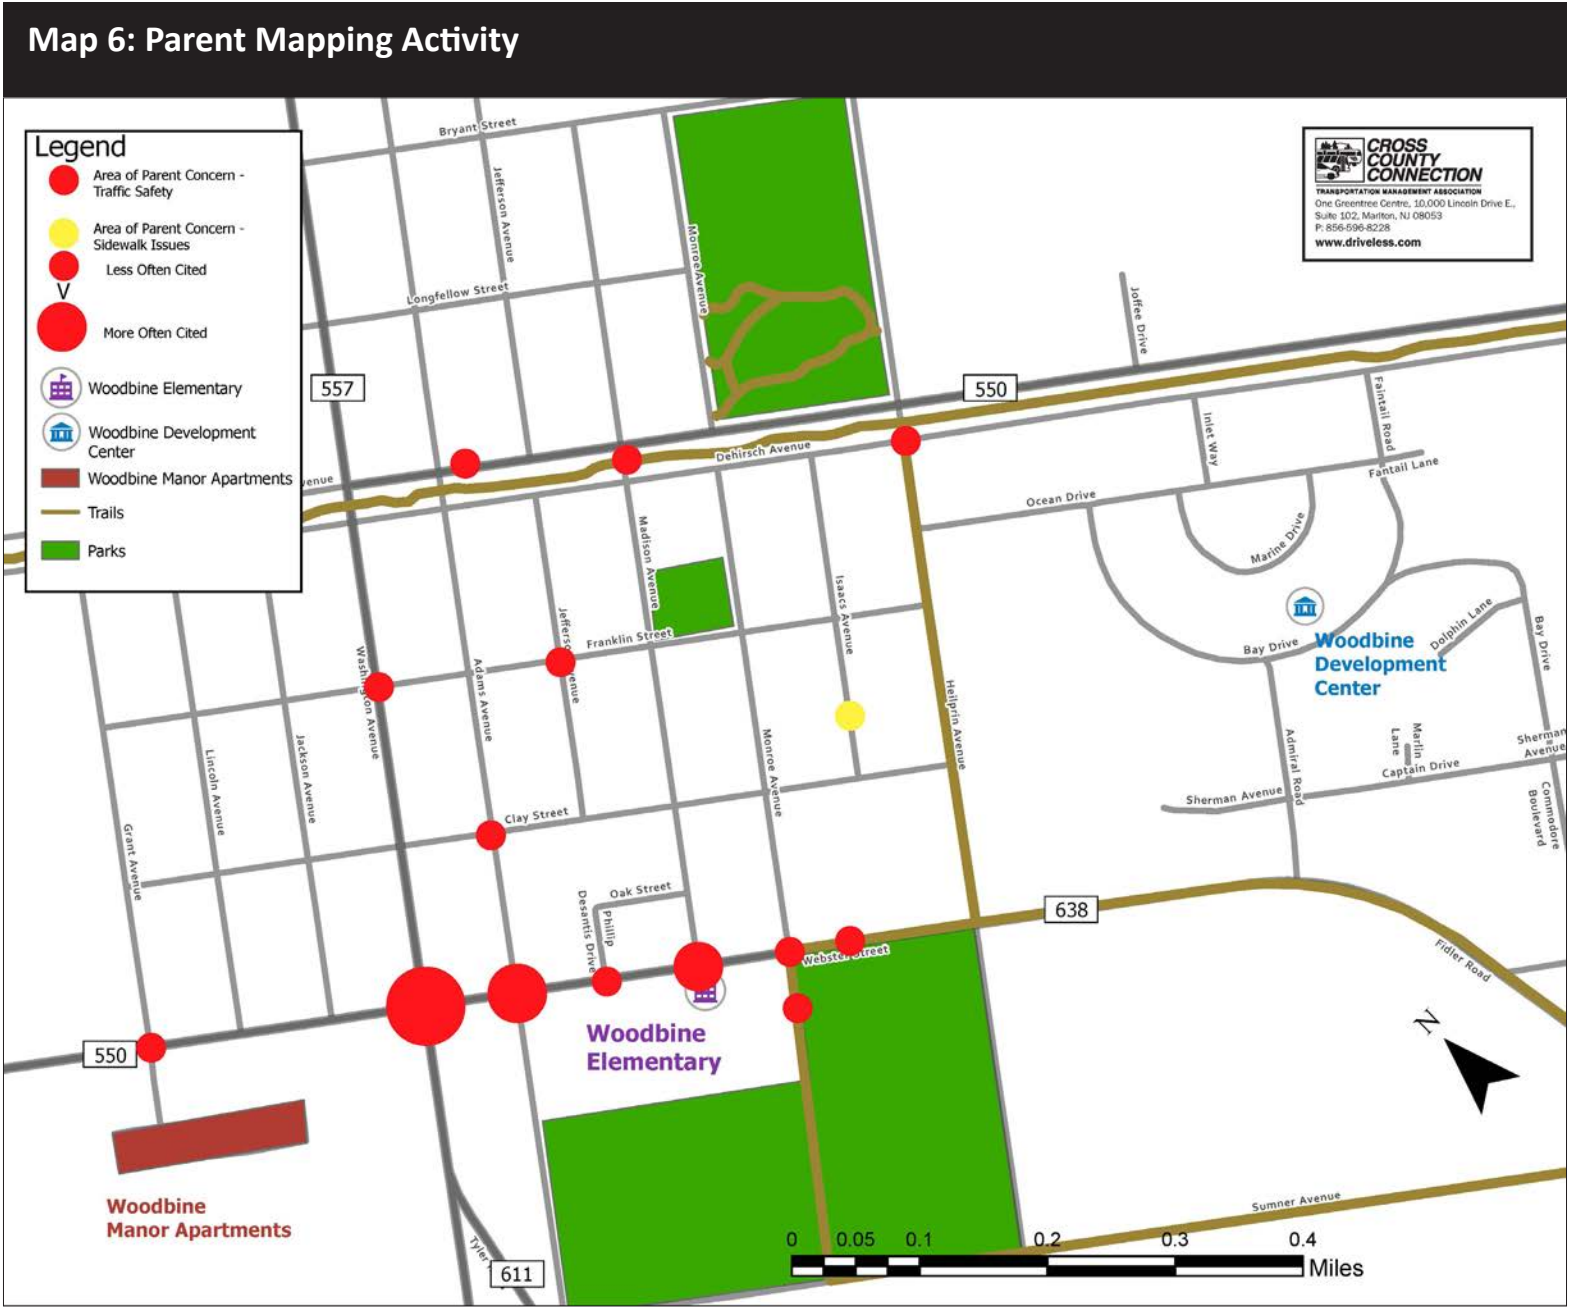 Map 6: Parent Mapping Activity
Legend
Area of Parent Concern -
Traffic Safety
Area of Parent Concern -
Sidewalk Issues
Less Often Cited
V
More Often Cited
Woodbine Elementary
Woodbine Development
Center
Woodbine Manor Apartments
Trails
Parks
CROSS
COUNTY
CONNECTION
TRANSPORTATION MANAGEMENT ASSOCIATION
One Greentree Centre, 10,000 Lincoln Drive E.,
Suite 102, Marlton, NJ 08053
P: 856-596-8228
www.driveless.com
Bryant Street
Jefferson Avenue
Monroe Avenue
Longfellow Street
Joffee Drive
557
550
Dehirsch Avenue
venue
Inlet Way
Faintail Road
Fantail Lane
Ocean Drive
Marine Drive
Madison Avenue
Isaacs Avenue
Franklin Street
Jefferso
enue
Washington Avenue
Adams Avenue
Heilprin Avenue
Bay Drive
Dolphin Lane
Bay Drive
Woodbine
Development
Center
Lincoln Avenue
Jackson Avenue
Monroe Avenue
Admiral Road
Marlin
Lane
Captain Drive
Sherman
Avenue
Sherman Avenue
Commodore
Boulevard
Grant Avenue
Clay Street
Oak Street
Phillip
Desantis Drive
638
Webster Street
Fidler Road
Woodbine
Elementary
550
N
Woodbine
Manor Apartments
Tyler
611
Sumner Avenue
0 0.05 0.1 0.2 0.3 0.4
Miles